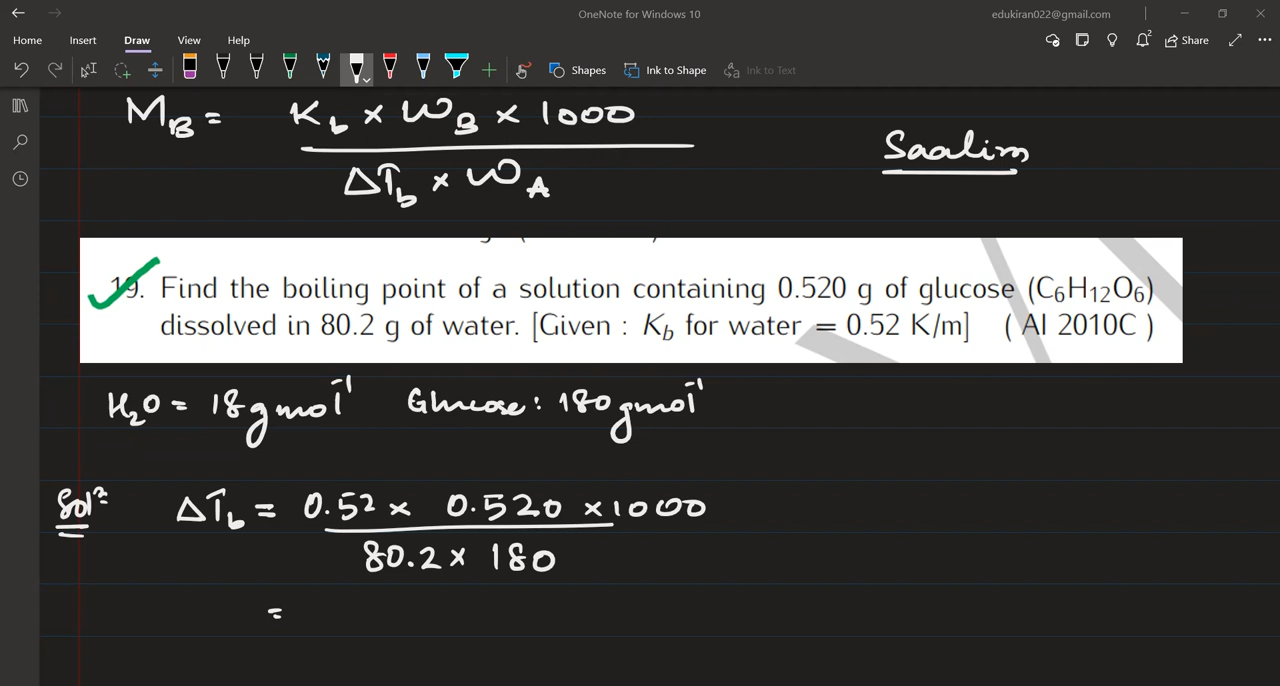 OneNote for Windows 10
edukiran022@gmail.com
Home Insert Draw View Help
Share
Shapes Ink to Shape Ink to Text
M_B = K_b × W_B × 1000
ΔT_b × W_A
Saalim
19. Find the boiling point of a solution containing 0.520 g of glucose (C₆H₁₂O₆)
dissolved in 80.2 g of water. [Given : K_b for water = 0.52 K/m] ( AI 2010C )
H₂O = 18 g mol⁻¹ Glucose : 180 g mol⁻¹
Solⁿ: ΔT_b = 0.52 × 0.520 × 1000
80.2 × 180
=